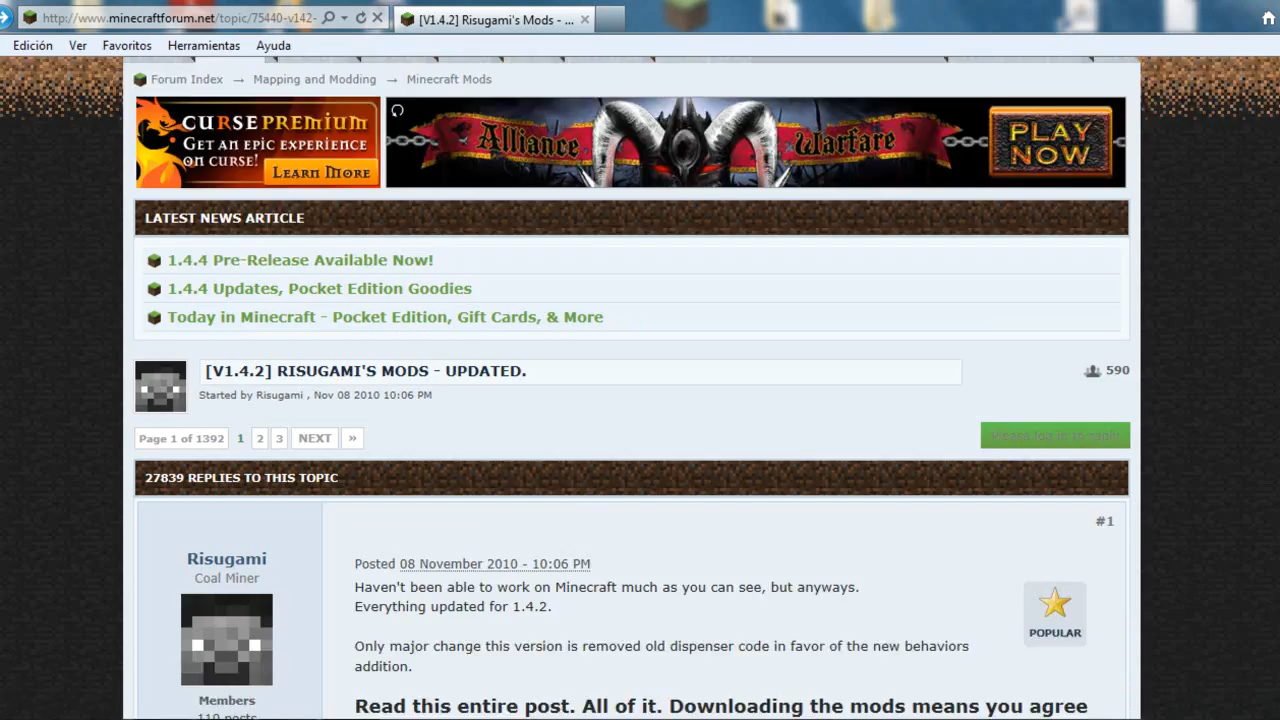 http://www.minecraftforum.net/topic/75440-v142-
[V1.4.2] Risugami's Mods - ...
Edición Ver Favoritos Herramientas Ayuda
Forum Index → Mapping and Modding → Minecraft Mods
CURSE PREMIUM
GET AN EPIC EXPERIENCE
ON CURSE!
LEARN MORE
Alliance Warfare
PLAY NOW
LATEST NEWS ARTICLE
1.4.4 Pre-Release Available Now!
1.4.4 Updates, Pocket Edition Goodies
Today in Minecraft - Pocket Edition, Gift Cards, & More
[V1.4.2] RISUGAMI'S MODS - UPDATED.
590
Started by Risugami , Nov 08 2010 10:06 PM
Page 1 of 1392 1 2 3 NEXT »
27839 REPLIES TO THIS TOPIC
#1
Risugami
Coal Miner
Members
Posted 08 November 2010 - 10:06 PM
Haven't been able to work on Minecraft much as you can see, but anyways.
Everything updated for 1.4.2.
POPULAR
Only major change this version is removed old dispenser code in favor of the new behaviors
addition.
Read this entire post. All of it. Downloading the mods means you agree